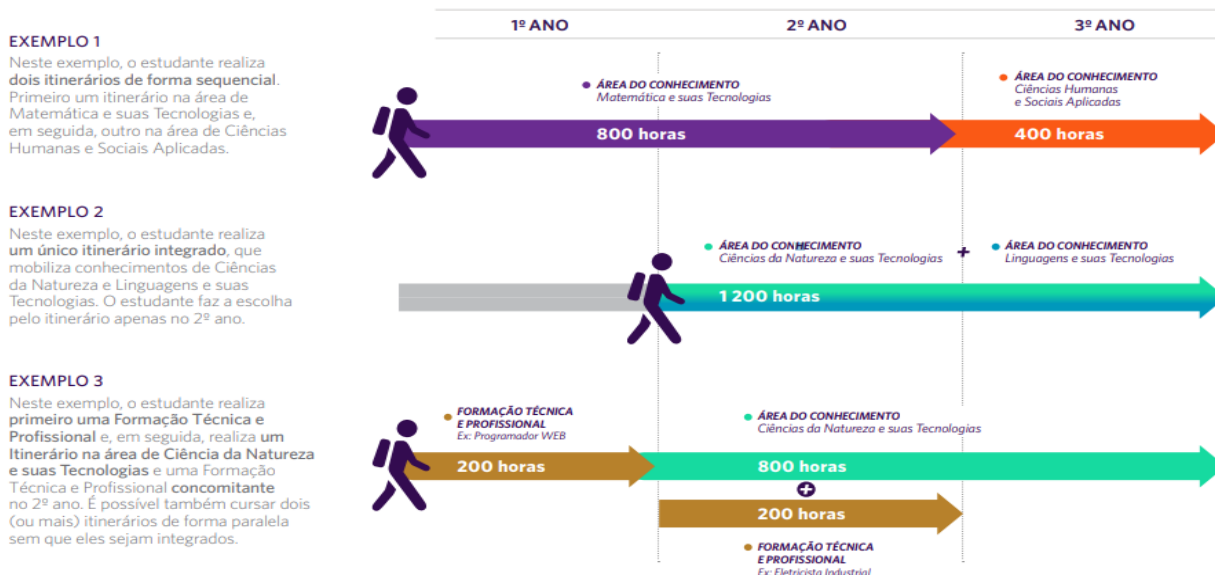 1º ANO
2º ANO
3º ANO
EXEMPLO 1
Neste exemplo, o estudante realiza
dois itinerários de forma sequencial.
Primeiro um itinerário na área de
Matemática e suas Tecnologias e,
em seguida, outro na área de Ciências
Humanas e Sociais Aplicadas.
ÁREA DO CONHECIMENTO
Matemática e suas Tecnologias
800 horas
ÁREA DO CONHECIMENTO
Ciências Humanas
e Sociais Aplicadas
400 horas
EXEMPLO 2
Neste exemplo, o estudante realiza
um único itinerário integrado, que
mobiliza conhecimentos de Ciências
da Natureza e Linguagens e suas
Tecnologias. O estudante faz a escolha
pelo itinerário apenas no 2º ano.
ÁREA DO CONHECIMENTO
Ciências da Natureza e suas Tecnologias
+
ÁREA DO CONHECIMENTO
Linguagens e suas Tecnologias
1 200 horas
EXEMPLO 3
Neste exemplo, o estudante realiza
primeiro uma Formação Técnica e
Profissional e, em seguida, realiza um
Itinerário na área de Ciência da Natureza
e suas Tecnologias e uma Formação
Técnica e Profissional concomitante
no 2º ano. É possível também cursar dois
(ou mais) itinerários de forma paralela
sem que eles sejam integrados.
FORMAÇÃO TÉCNICA
E PROFISSIONAL
Ex: Programador WEB
200 horas
ÁREA DO CONHECIMENTO
Ciências da Natureza e suas Tecnologias
800 horas
+
200 horas
FORMAÇÃO TÉCNICA
E PROFISSIONAL
Ex: Eletricista Industrial